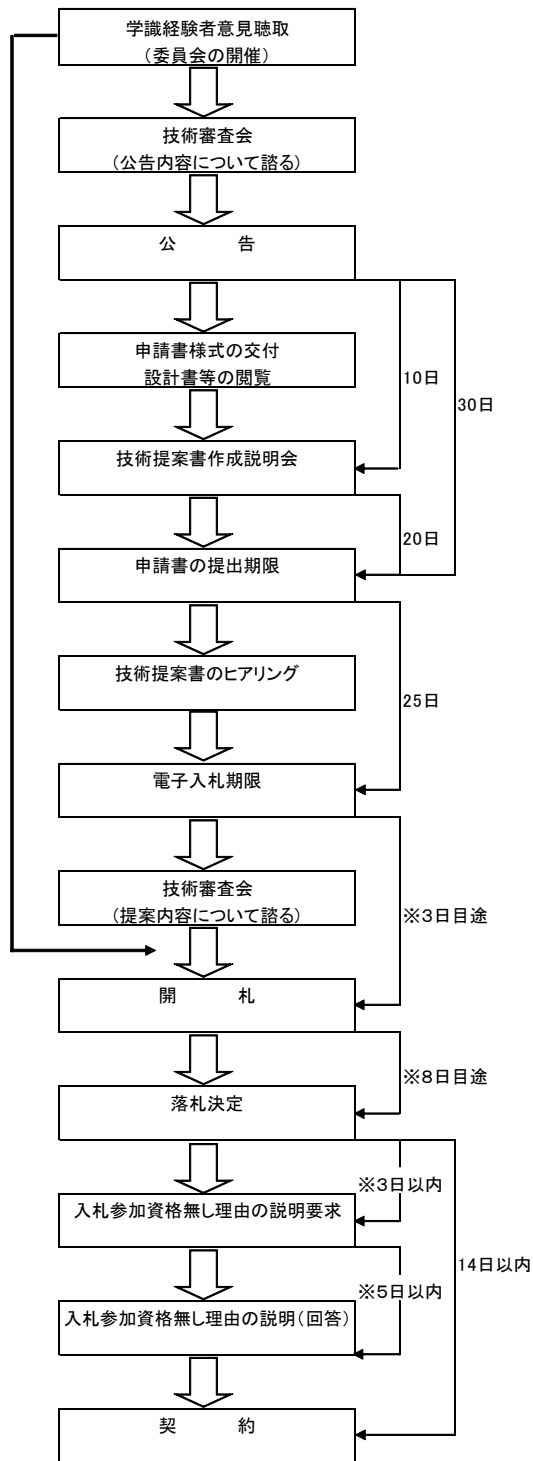 学識経験者意見聴取
（委員会の開催）
技術審査会
（公告内容について諮る）
公　　　告
申請書様式の交付
設計書等の閲覧
10日
30日
技術提案書作成説明会
20日
申請書の提出期限
技術提案書のヒアリング
25日
電子入札期限
技術審査会
（提案内容について諮る）
※3日目途
開　　　札
※8日目途
落札決定
※3日以内
入札参加資格無し理由の説明要求
14日以内
※5日以内
入札参加資格無し理由の説明（回答）
契　　　約